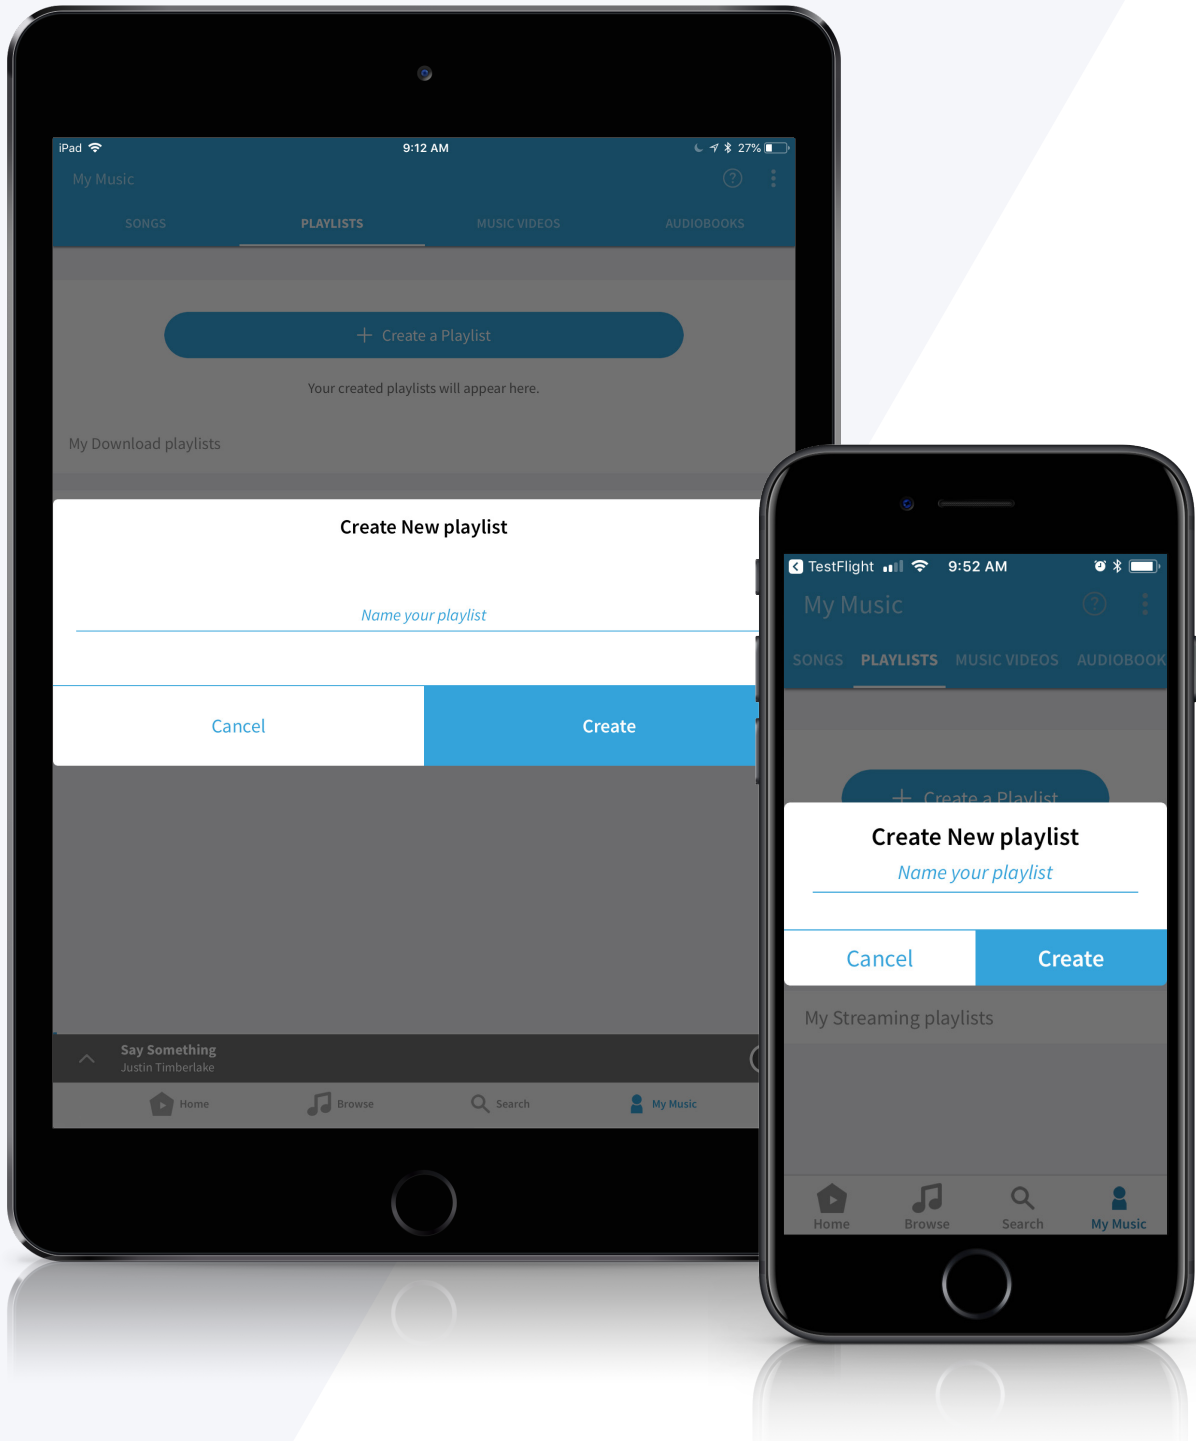 iPad 9:12 AM 27%
My Music ?
SONGS PLAYLISTS MUSIC VIDEOS AUDIOBOOKS
+ Create a Playlist
Your created playlists will appear here.
My Download playlists
Create New playlist
Name your playlist
Cancel Create
Say Something
Justin Timberlake
Home Browse Search My Music
TestFlight 9:52 AM
My Music ?
SONGS PLAYLISTS MUSIC VIDEOS AUDIOBOOK
+ Create a Playlist
Create New playlist
Name your playlist
Cancel Create
My Streaming playlists
Home Browse Search My Music